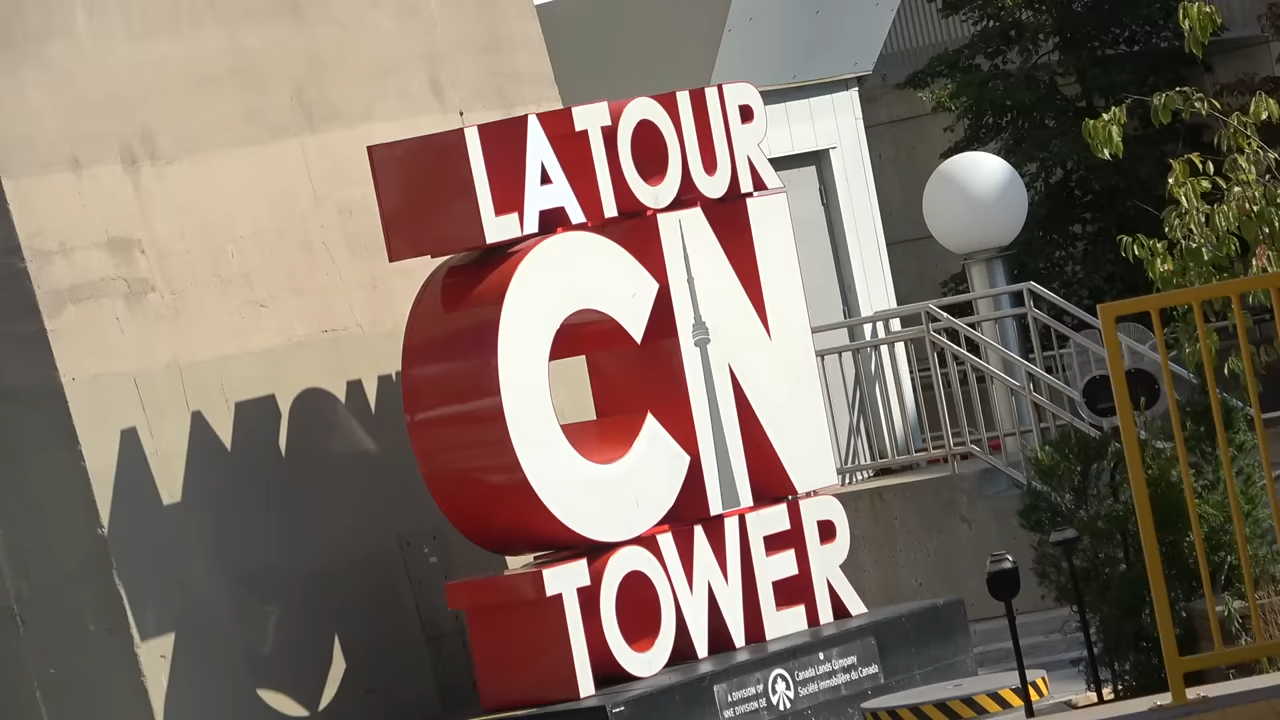 LA TOUR
CN
TOWER
A DIVISION OF
UNE DIVISION DE
Canada Lands Company
Société immobilière du Canada